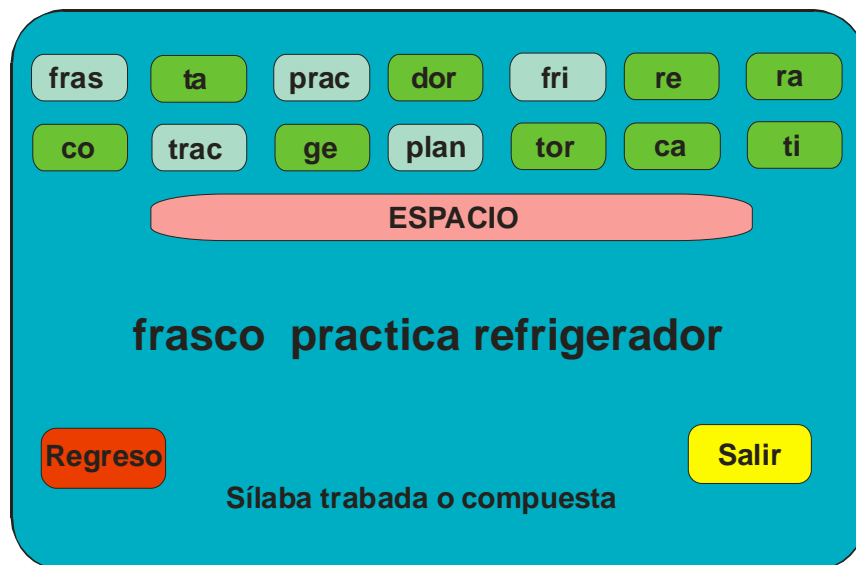 fras ta prac dor fri re ra
co trac ge plan tor ca ti
ESPACIO
frasco practica refrigerador
Regreso Salir
Sílaba trabada o compuesta